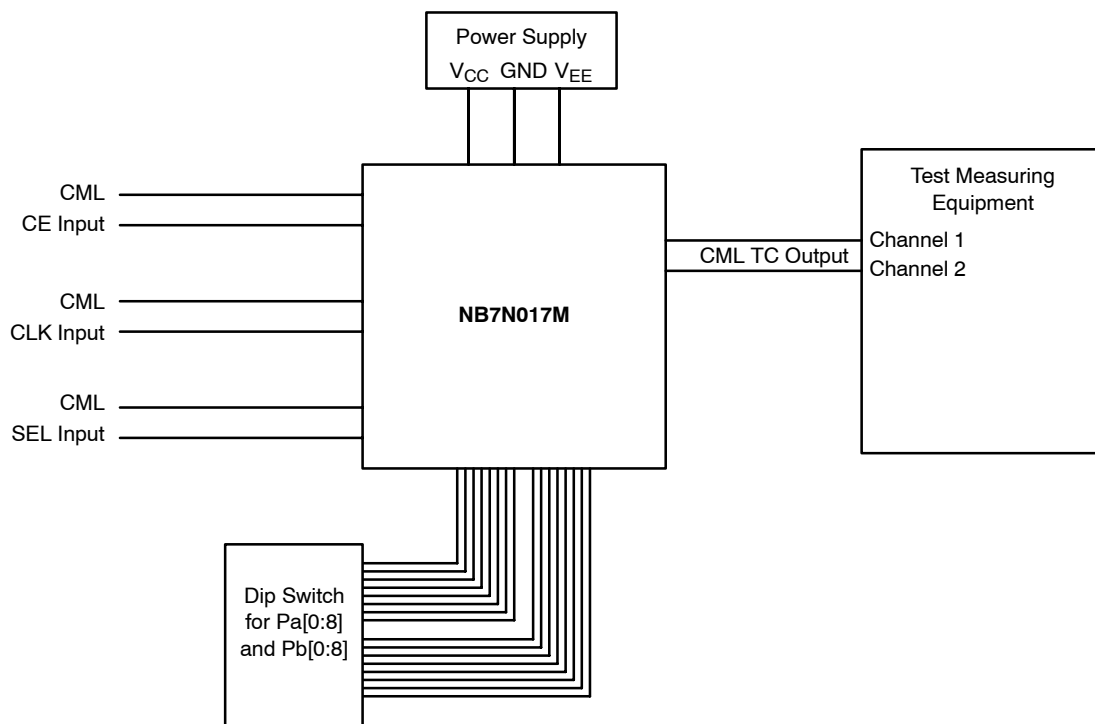 Power Supply
VCC GND VEE
CML
CE Input
CML
CLK Input
CML
SEL Input
NB7N017M
CML TC Output
Test Measuring
Equipment
Channel 1
Channel 2
Dip Switch
for Pa[0:8]
and Pb[0:8]